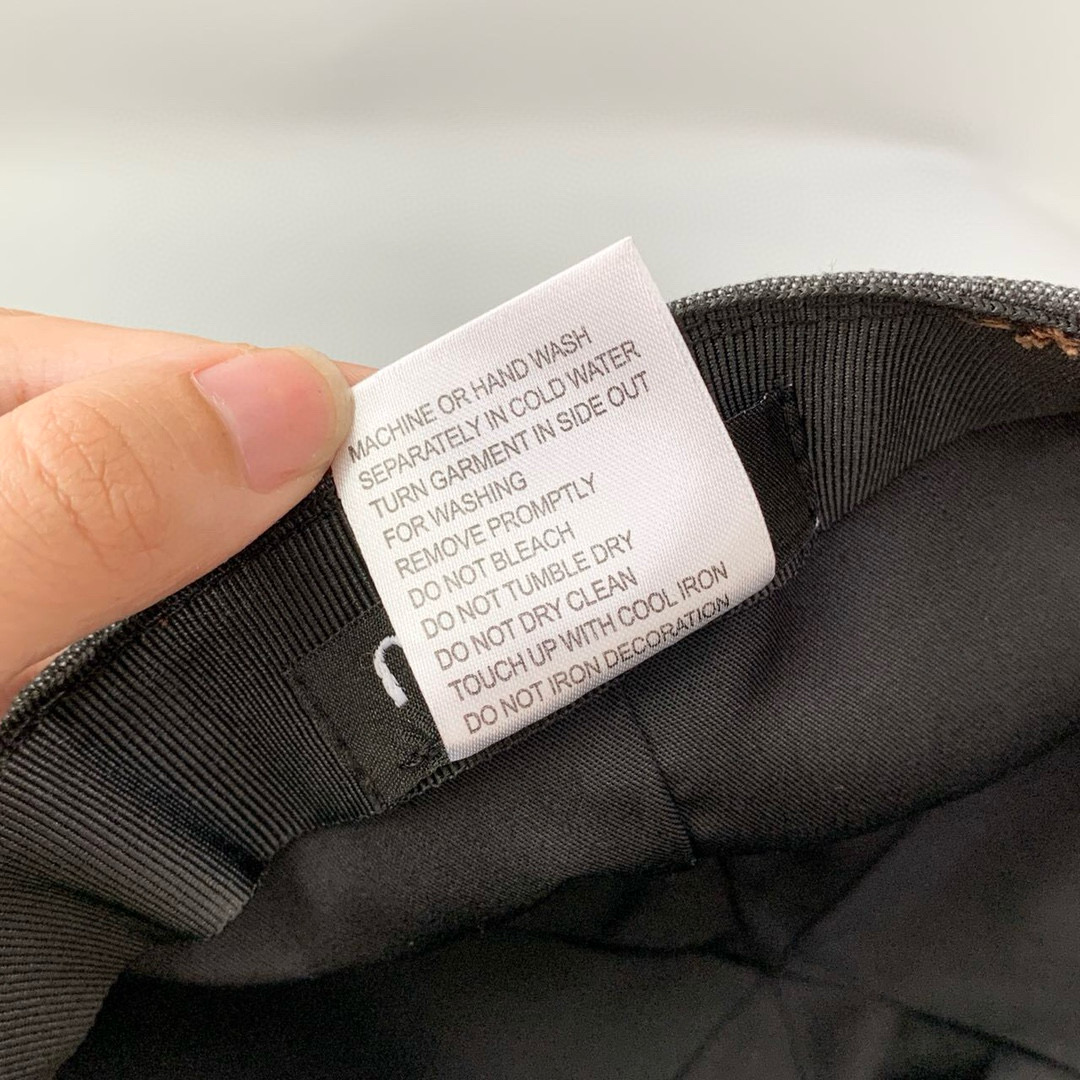 MACHINE OR HAND WASH
SEPARATELY IN COLD WATER
TURN GARMENT IN SIDE OUT
FOR WASHING
REMOVE PROMPTLY
DO NOT BLEACH
DO NOT TUMBLE DRY
DO NOT DRY CLEAN
TOUCH UP WITH COOL IRON
DO NOT IRON DECORATION